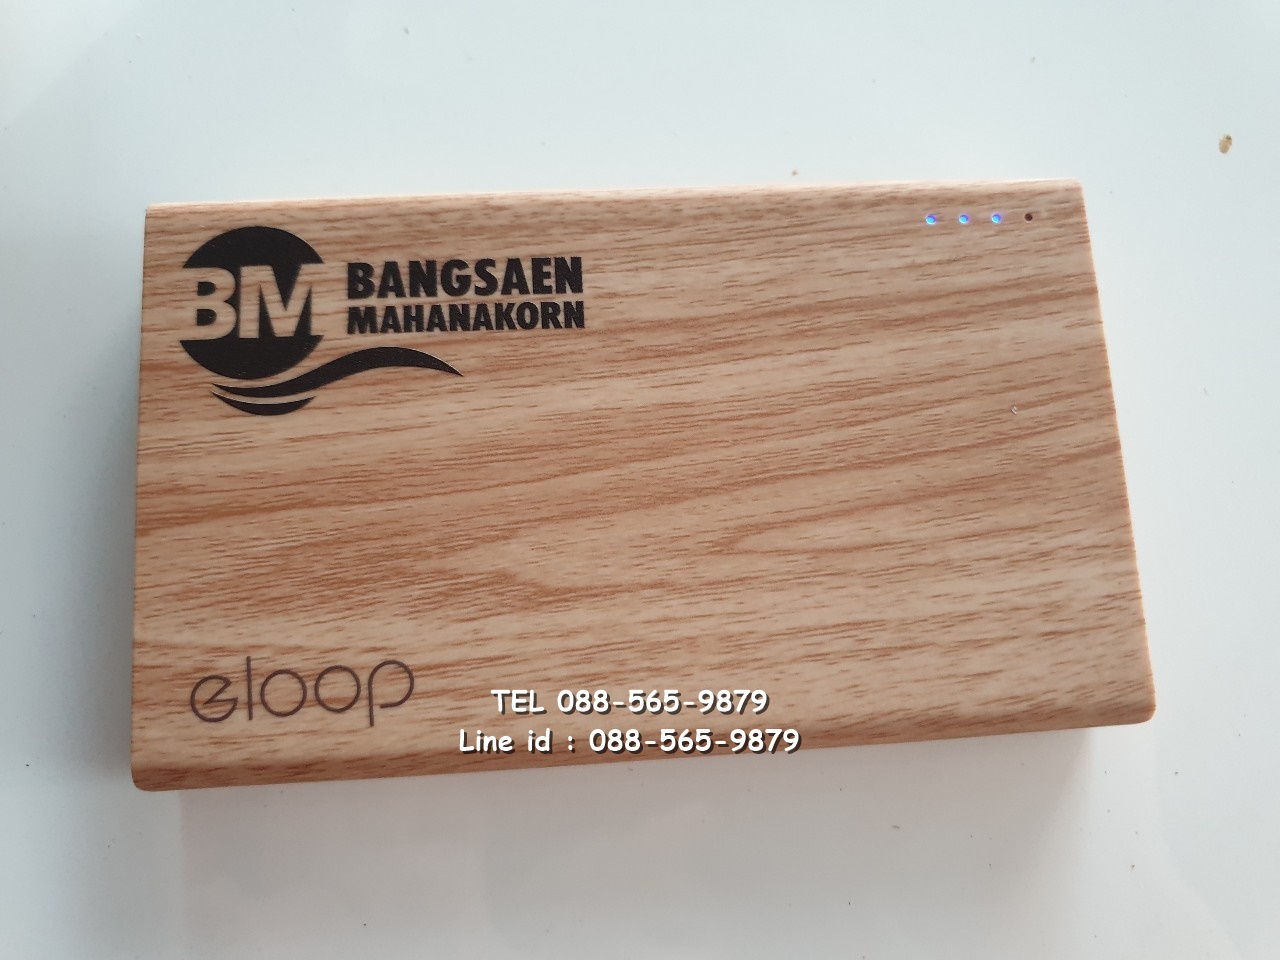 BM
BANGSAEN
MAHANAKORN
eloop
TEL 088-565-9879
Line id : 088-565-9879